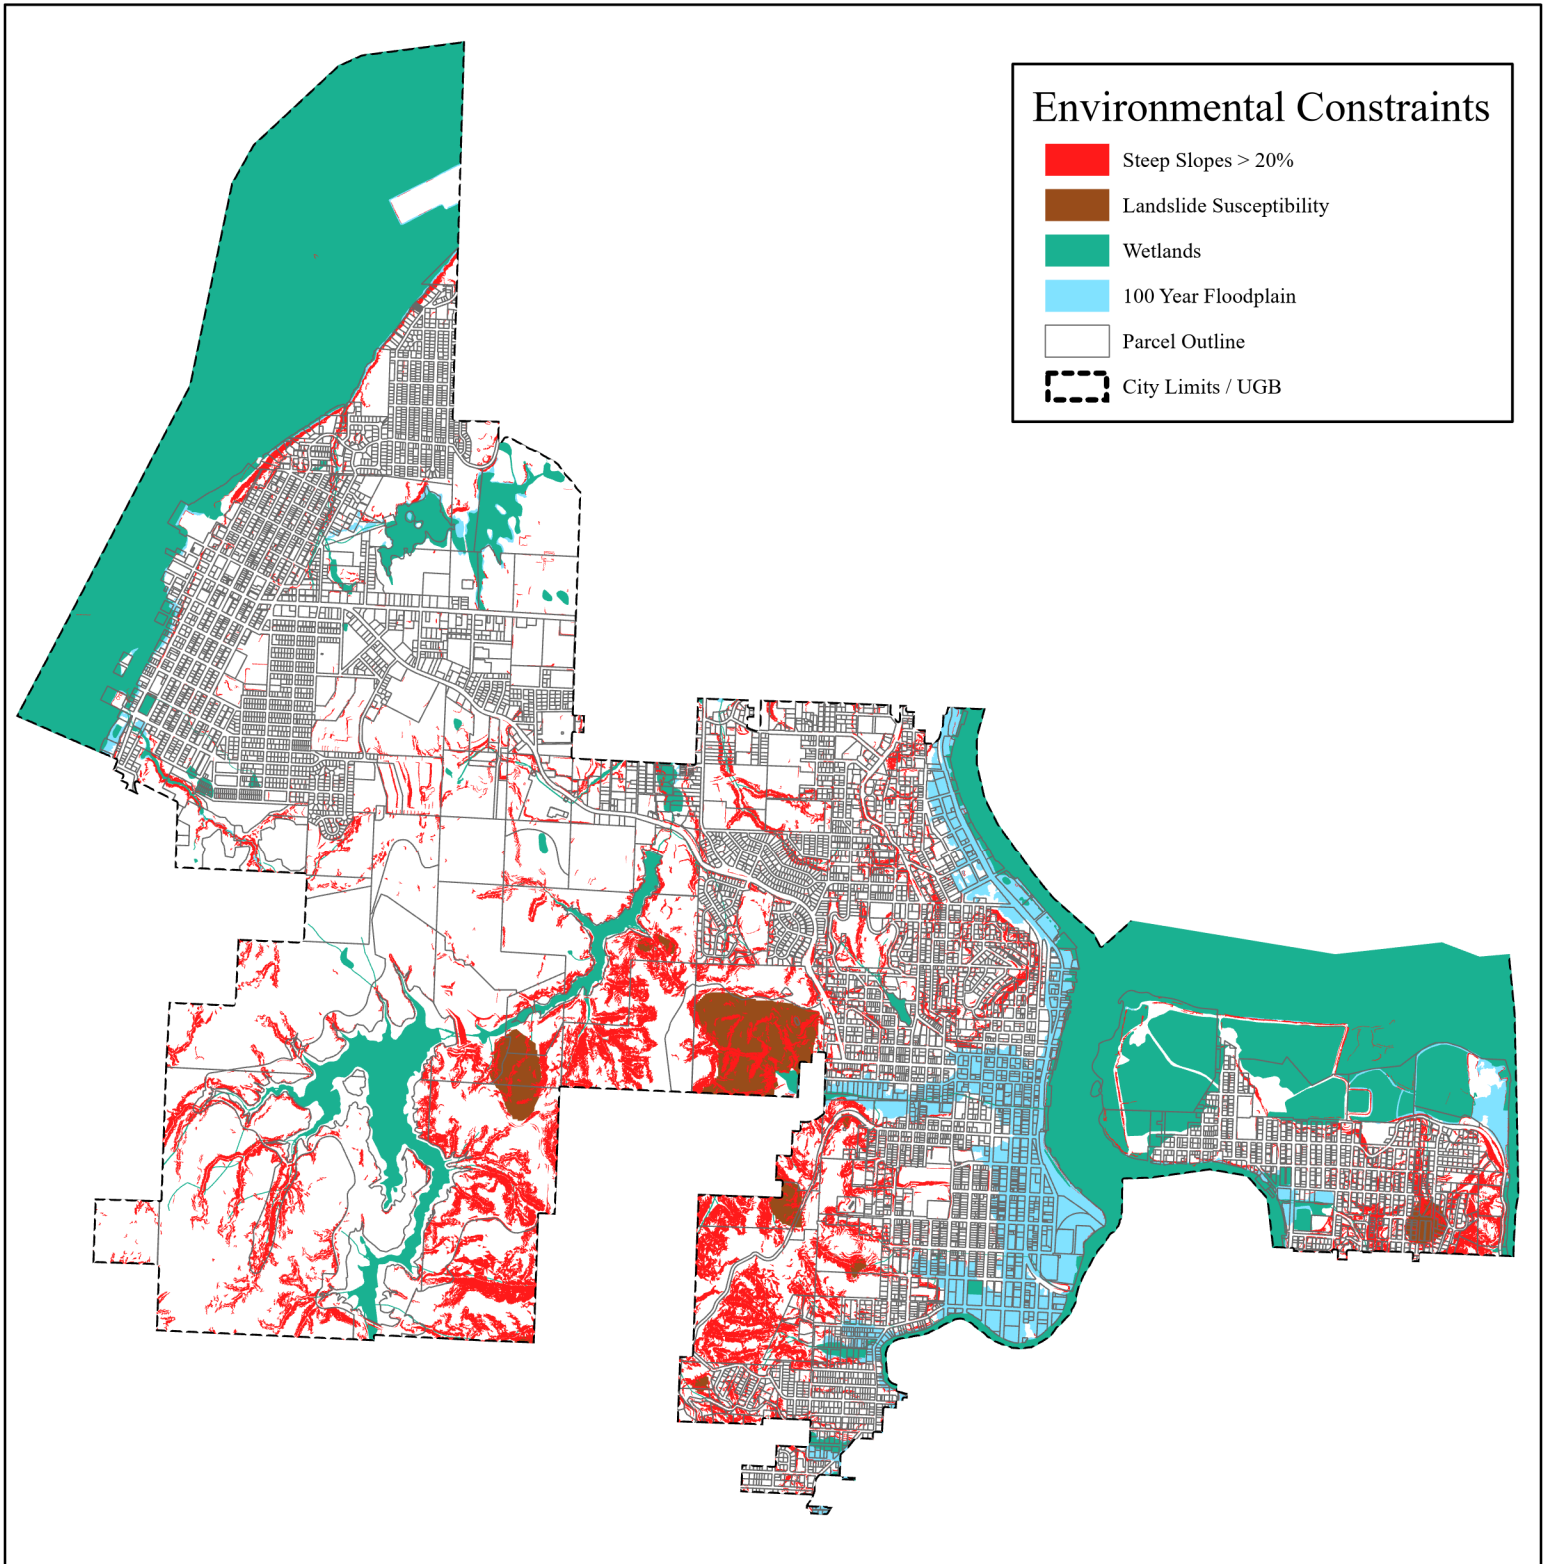 Environmental Constraints
Steep Slopes > 20%
Landslide Susceptibility
Wetlands
100 Year Floodplain
Parcel Outline
City Limits / UGB